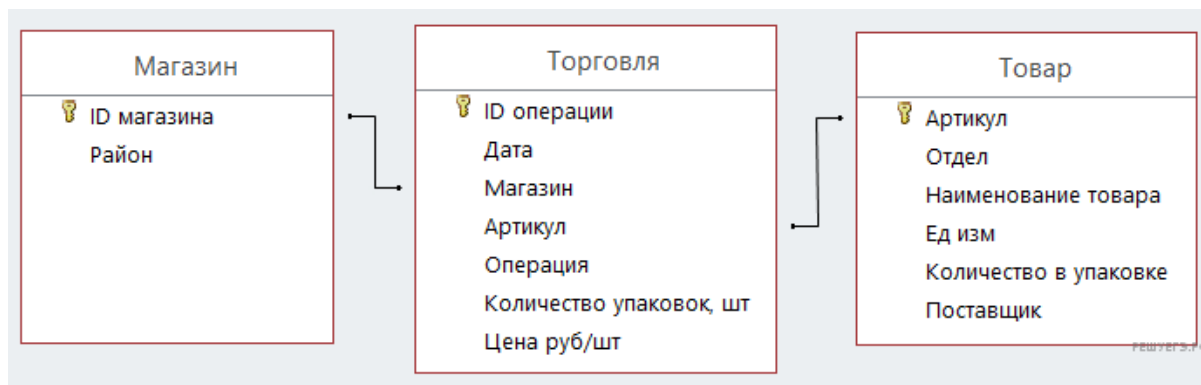 Магазин
ID магазина
Район
Торговля
ID операции
Дата
Магазин
Артикул
Операция
Количество упаковок, шт
Цена руб/шт
Товар
Артикул
Отдел
Наименование товара
Ед изм
Количество в упаковке
Поставщик